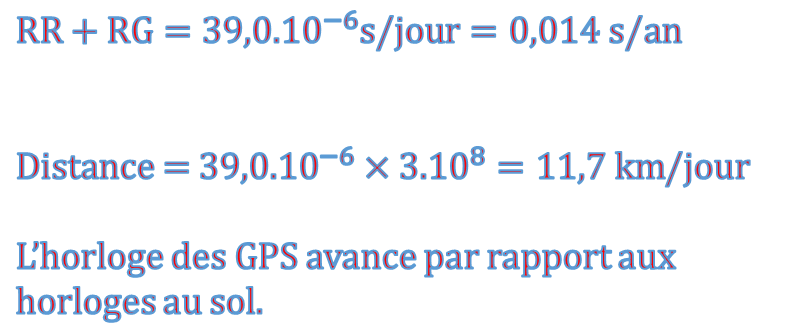 RR + RG = 39,0.10⁻⁶s/jour = 0,014 s/an
Distance = 39,0.10⁻⁶ × 3.10⁸ = 11,7 km/jour
L’horloge des GPS avance par rapport aux
horloges au sol.